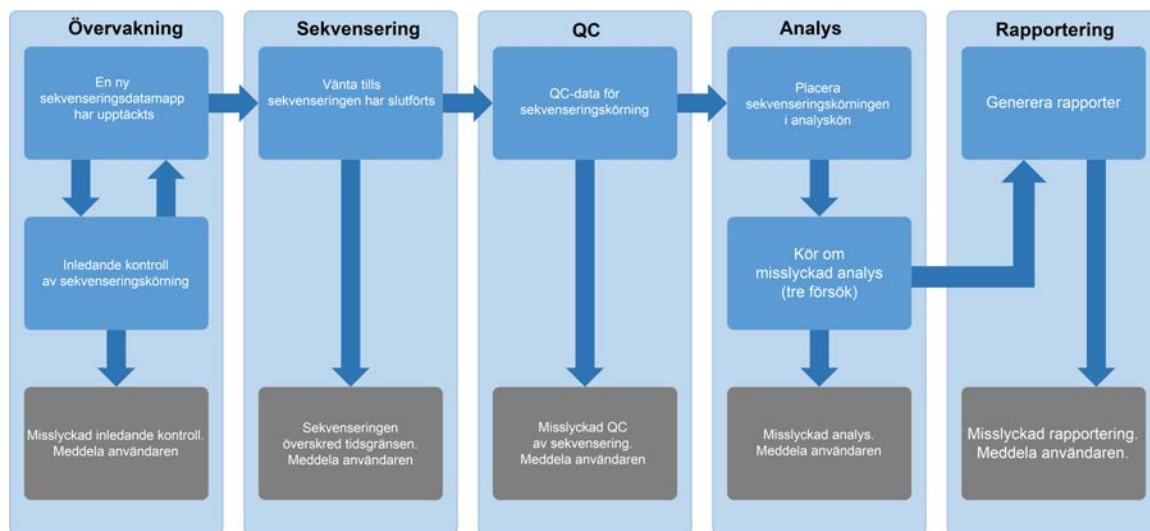 Övervakning
En ny
sekvenseringsdatamapp
har upptäckts
Inledande kontroll
av sekvenseringskörning
Misslyckad inledande kontroll.
Meddela användaren
Sekvensering
Vänta tills
sekvenseringen har slutförts
Sekvenseringen
överskred tidsgränsen.
Meddela användaren
QC
QC-data för
sekvenseringskörning
Misslyckad QC
av sekvensering.
Meddela användaren
Analys
Placera
sekvenseringskörningen
i analyskön
Kör om
misslyckad analys
(tre försök)
Misslyckad analys.
Meddela användaren
Rapportering
Generera rapporter
Misslyckad rapportering.
Meddela användaren.